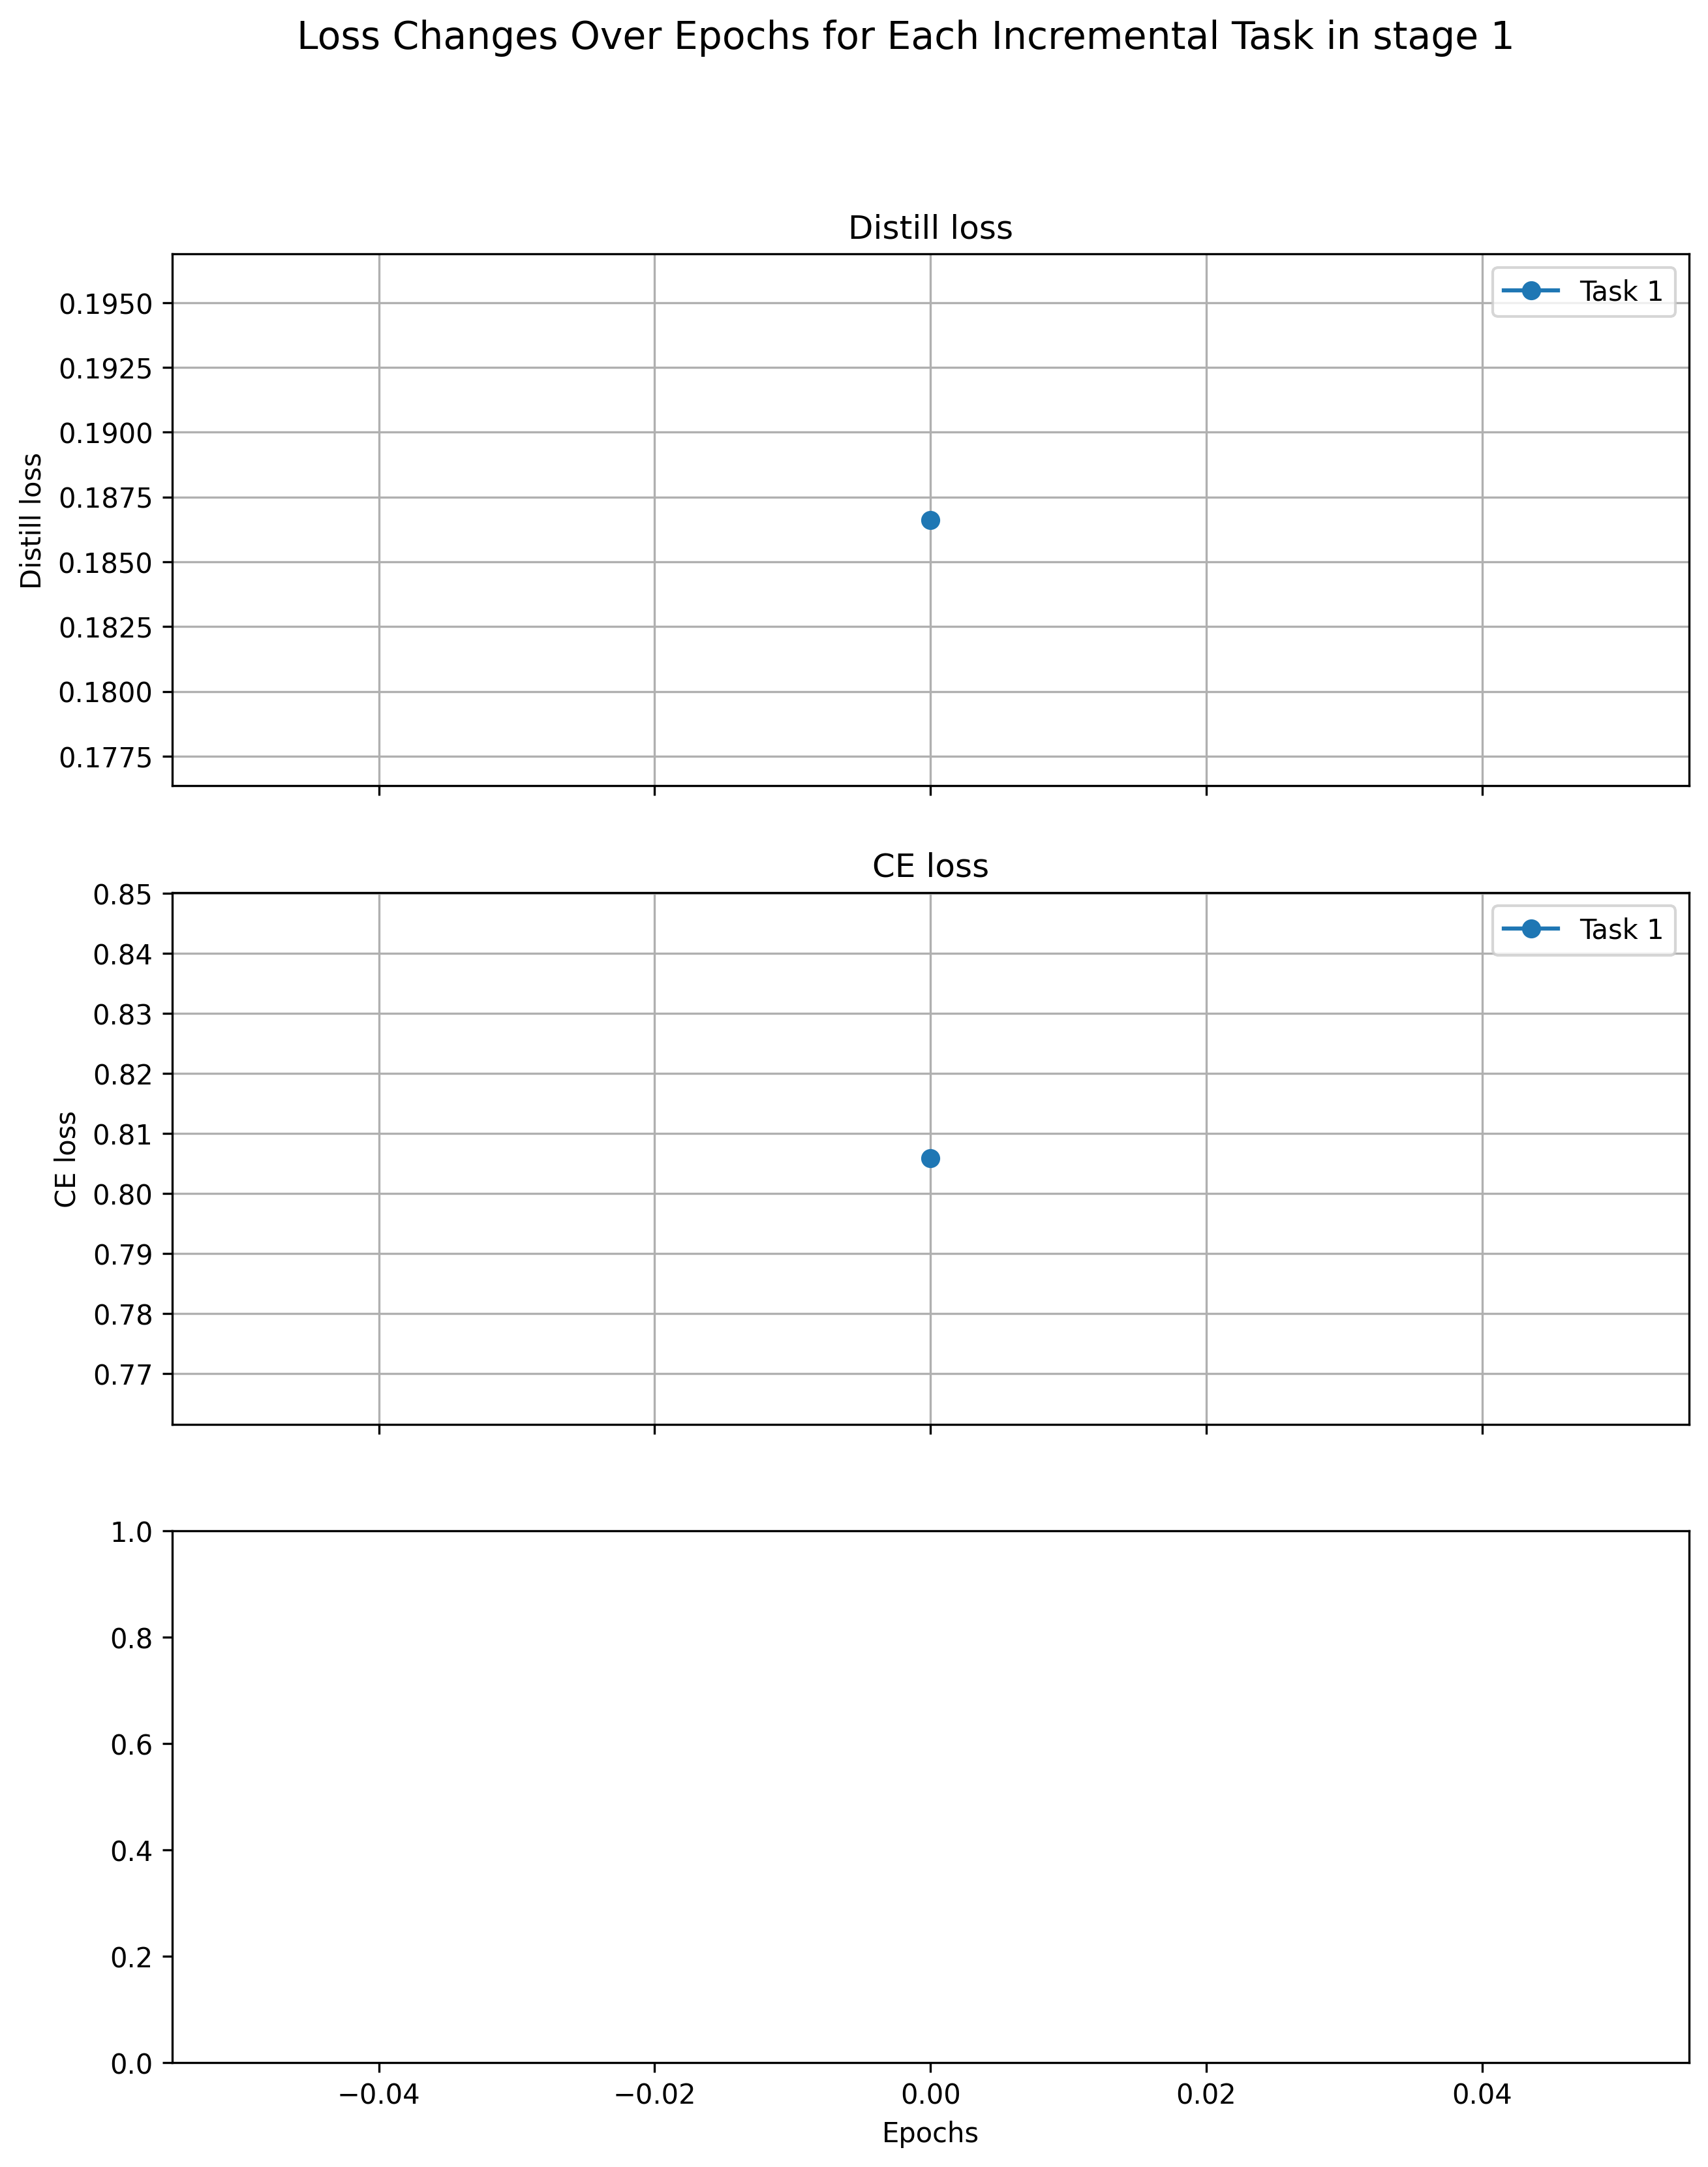 Loss Changes Over Epochs for Each Incremental Task in stage 1
Distill loss
Task 1
0.1950
0.1925
0.1900
0.1875
0.1850
0.1825
0.1800
0.1775
Distill loss
CE loss
Task 1
0.85
0.84
0.83
0.82
0.81
0.80
0.79
0.78
0.77
CE loss
1.0
0.8
0.6
0.4
0.2
0.0
−0.04 −0.02 0.00 0.02 0.04
Epochs